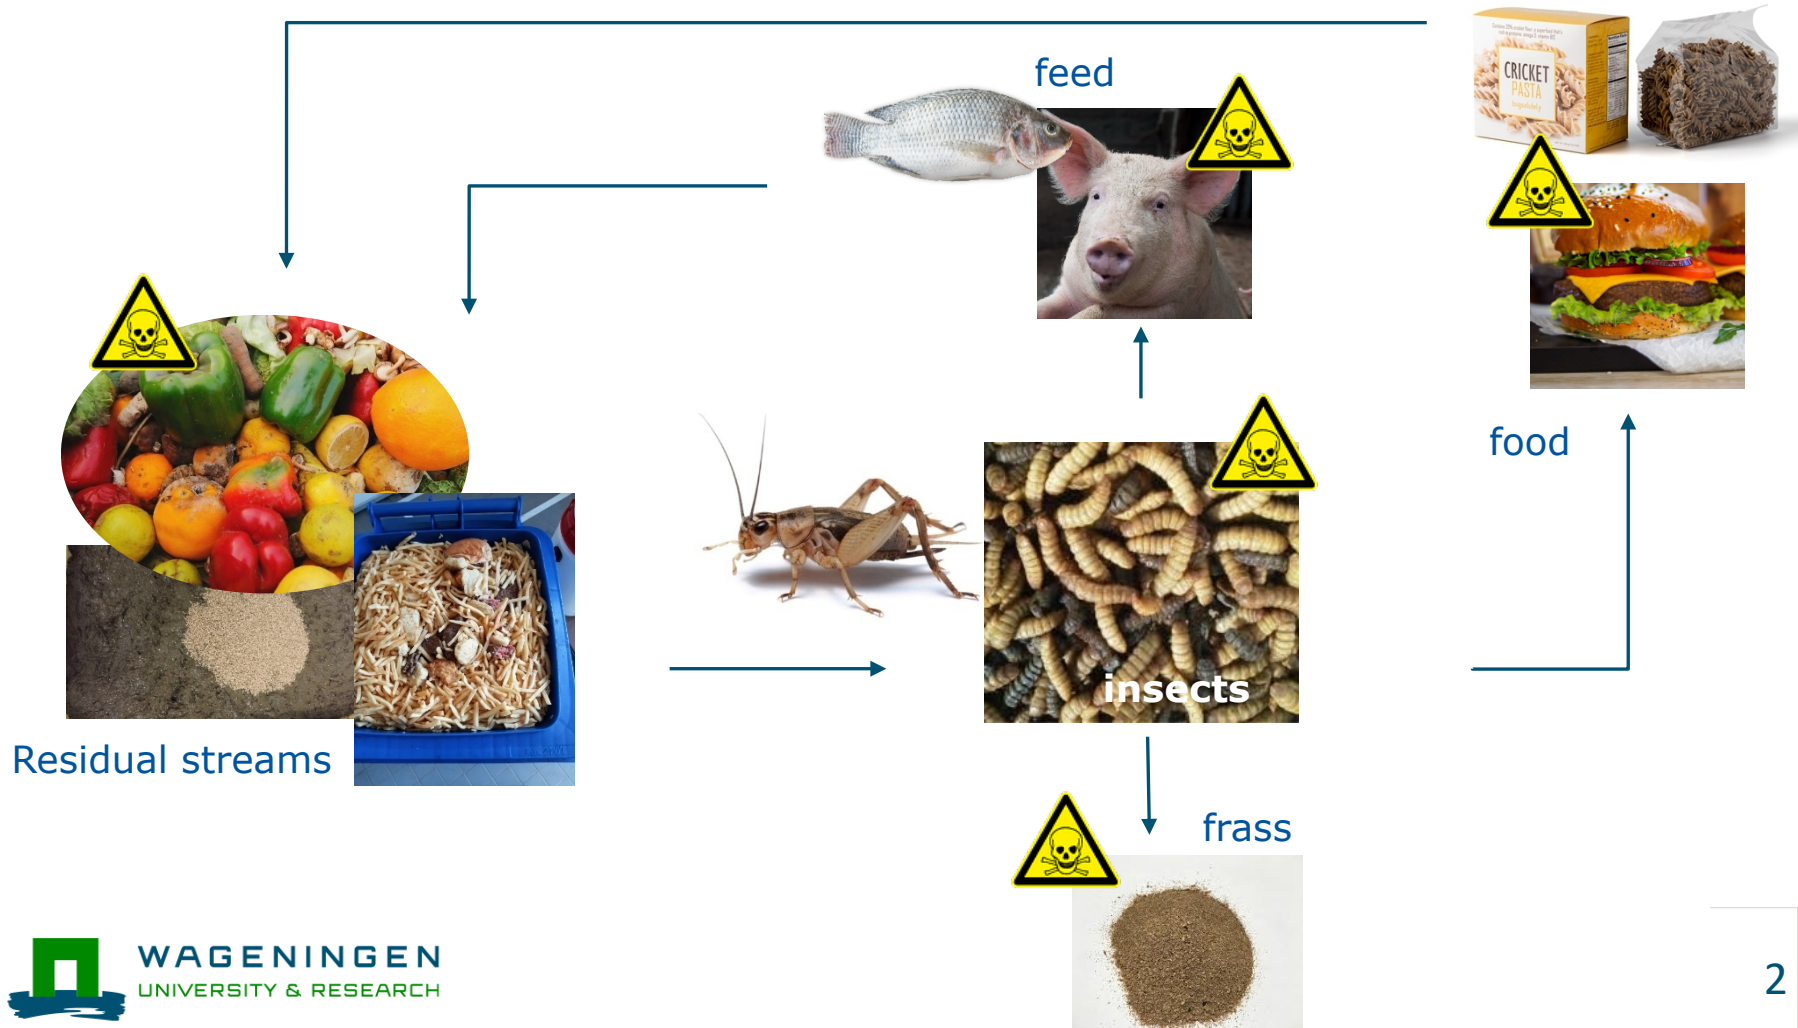 feed
CRICKET
PASTA
food
insects
Residual streams
frass
WAGENINGEN
UNIVERSITY & RESEARCH
2